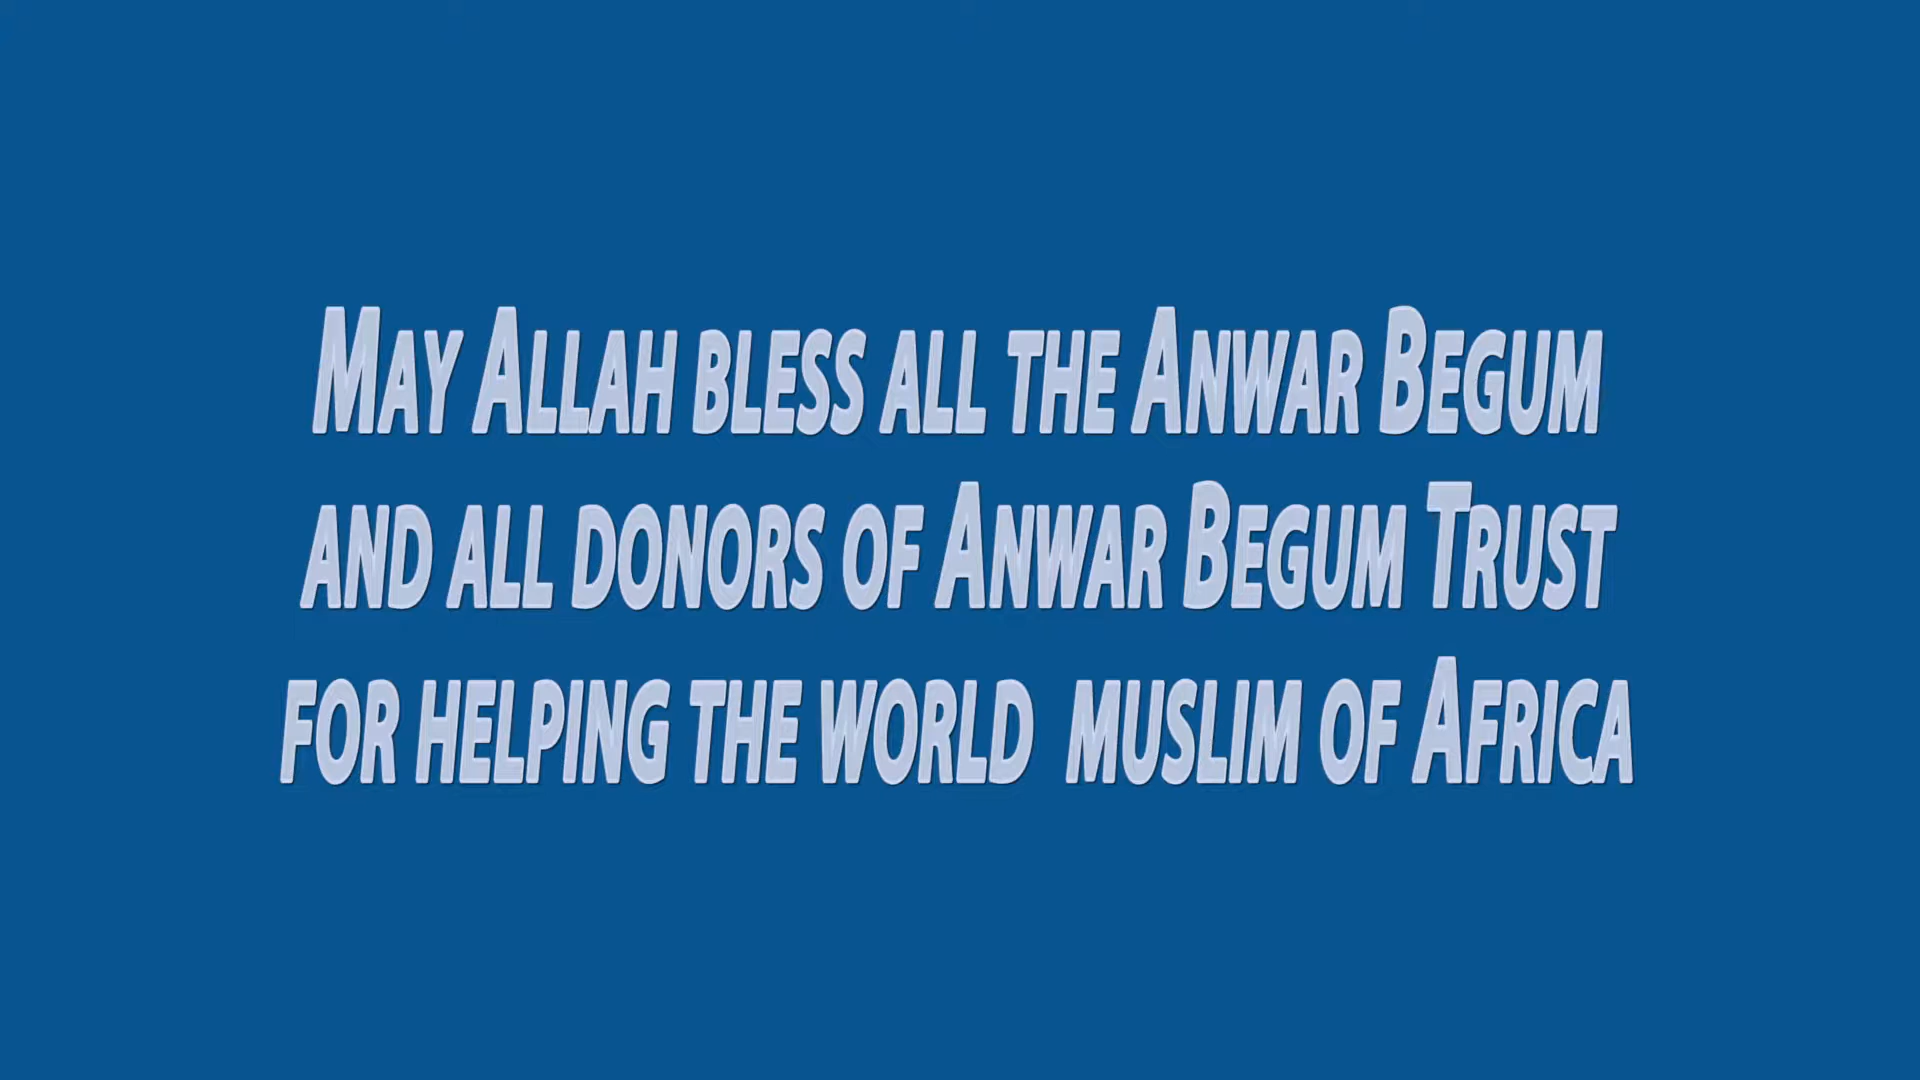 May Allah bless all the Anwar Begum
and all donors of Anwar Begum Trust
for helping the world  muslim of Africa